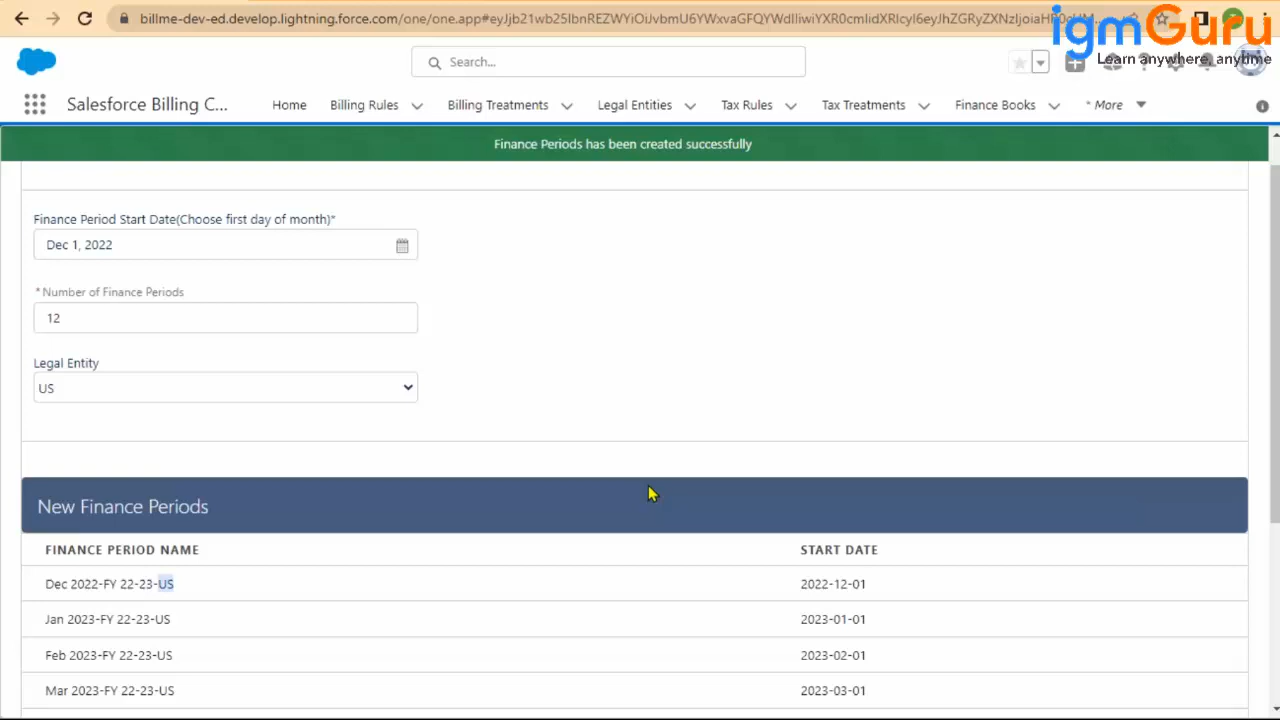 billme-dev-ed.develop.lightning.force.com/one/one.app#
igmGuru
Learn anywhere, anytime
Search...
Salesforce Billing C...
Home
Billing Rules
Billing Treatments
Legal Entities
Tax Rules
Tax Treatments
Finance Books
* More
Finance Periods has been created successfully
Finance Period Start Date(Choose first day of month)*
Dec 1, 2022
* Number of Finance Periods
12
Legal Entity
US
New Finance Periods
FINANCE PERIOD NAME START DATE
Dec 2022-FY 22-23-US 2022-12-01
Jan 2023-FY 22-23-US 2023-01-01
Feb 2023-FY 22-23-US 2023-02-01
Mar 2023-FY 22-23-US 2023-03-01